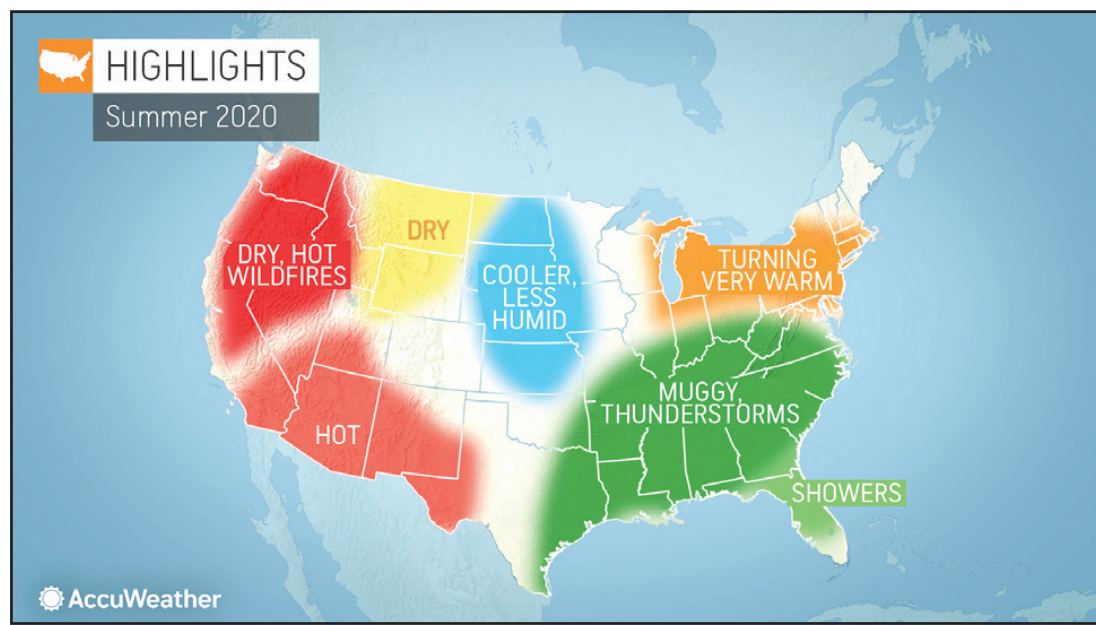 HIGHLIGHTS
Summer 2020
DRY, HOT
WILDFIRES
DRY
COOLER,
LESS
HUMID
TURNING
VERY WARM
MUGGY,
THUNDERSTORMS
HOT
SHOWERS
AccuWeather